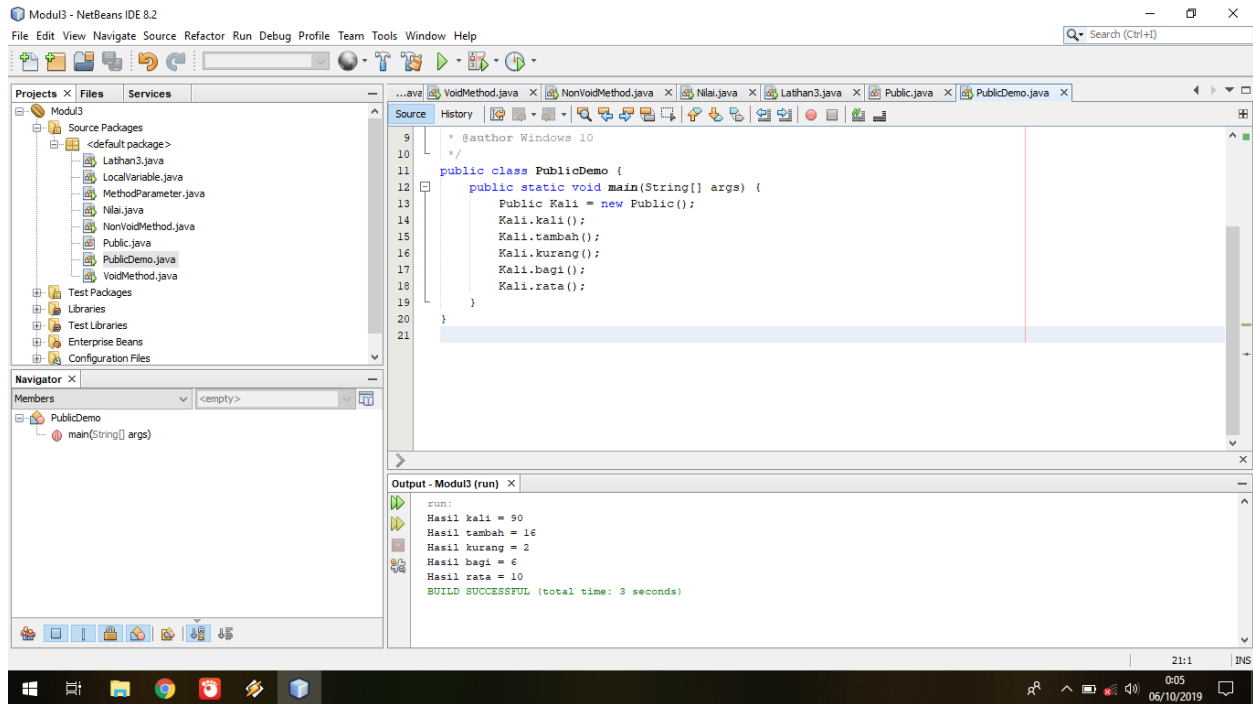 Modul3 - NetBeans IDE 8.2
File Edit View Navigate Source Refactor Run Debug Profile Team Tools Window Help
Search (Ctrl+I)
Projects Files Services
Modul3
Source Packages
<default package>
Latihan3.java
LocalVariable.java
MethodParameter.java
Nilai.java
NonVoidMethod.java
Public.java
PublicDemo.java
VoidMethod.java
Test Packages
Libraries
Test Libraries
Enterprise Beans
Configuration Files
Navigator
Members <empty>
PublicDemo
main(String[] args)
...ava VoidMethod.java NonVoidMethod.java Nilai.java Latihan3.java Public.java PublicDemo.java
Source History
9 * @author Windows 10
10 */
11 public class PublicDemo {
12 public static void main(String[] args) {
13 Public Kali = new Public();
14 Kali.kali();
15 Kali.tambah();
16 Kali.kurang();
17 Kali.bagi();
18 Kali.rata();
19 }
20 }
21
Output - Modul3 (run)
run:
Hasil kali = 90
Hasil tambah = 16
Hasil kurang = 2
Hasil bagi = 6
Hasil rata = 10
BUILD SUCCESSFUL (total time: 3 seconds)
21:1 INS
0:05
06/10/2019